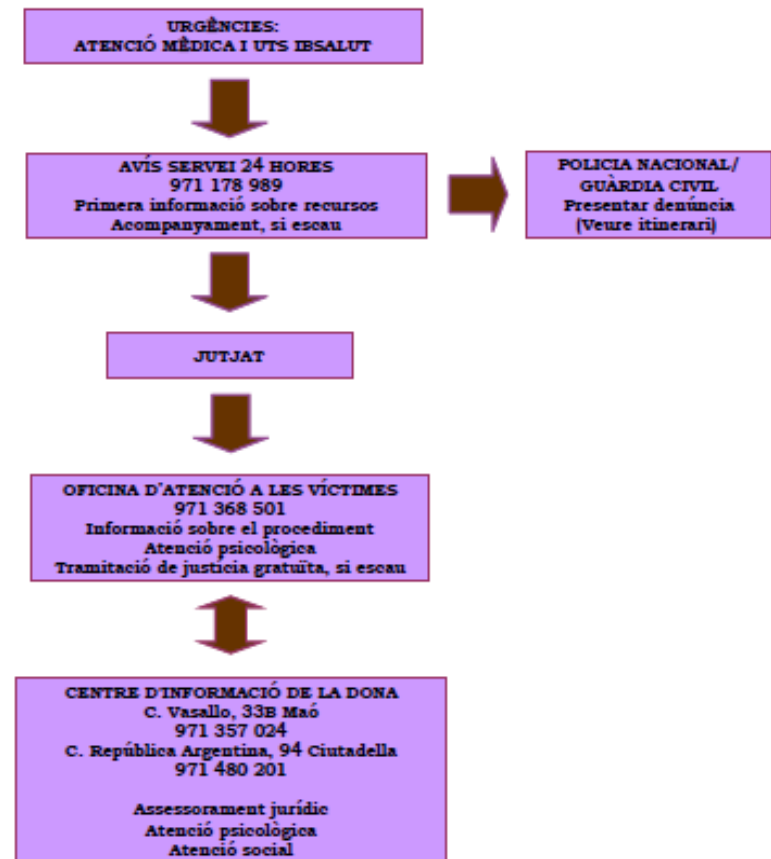 URGÈNCIES:
ATENCIÓ MÈDICA I UTS IBSALUT
AVÍS SERVEI 24 HORES
971 178 989
Primera informació sobre recursos
Acompanyament, si escau
POLICIA NACIONAL/
GUÀRDIA CIVIL
Presentar denúncia
(Veure itinerari)
JUTJAT
OFICINA D'ATENCIÓ A LES VÍCTIMES
971 368 501
Informació sobre el procediment
Atenció psicològica
Tramitació de justícia gratuïta, si escau
CENTRE D'INFORMACIÓ DE LA DONA
C. Vasallo, 33B Maó
971 357 024
C. República Argentina, 94 Ciutadella
971 480 201
Assessorament jurídic
Atenció psicològica
Atenció social